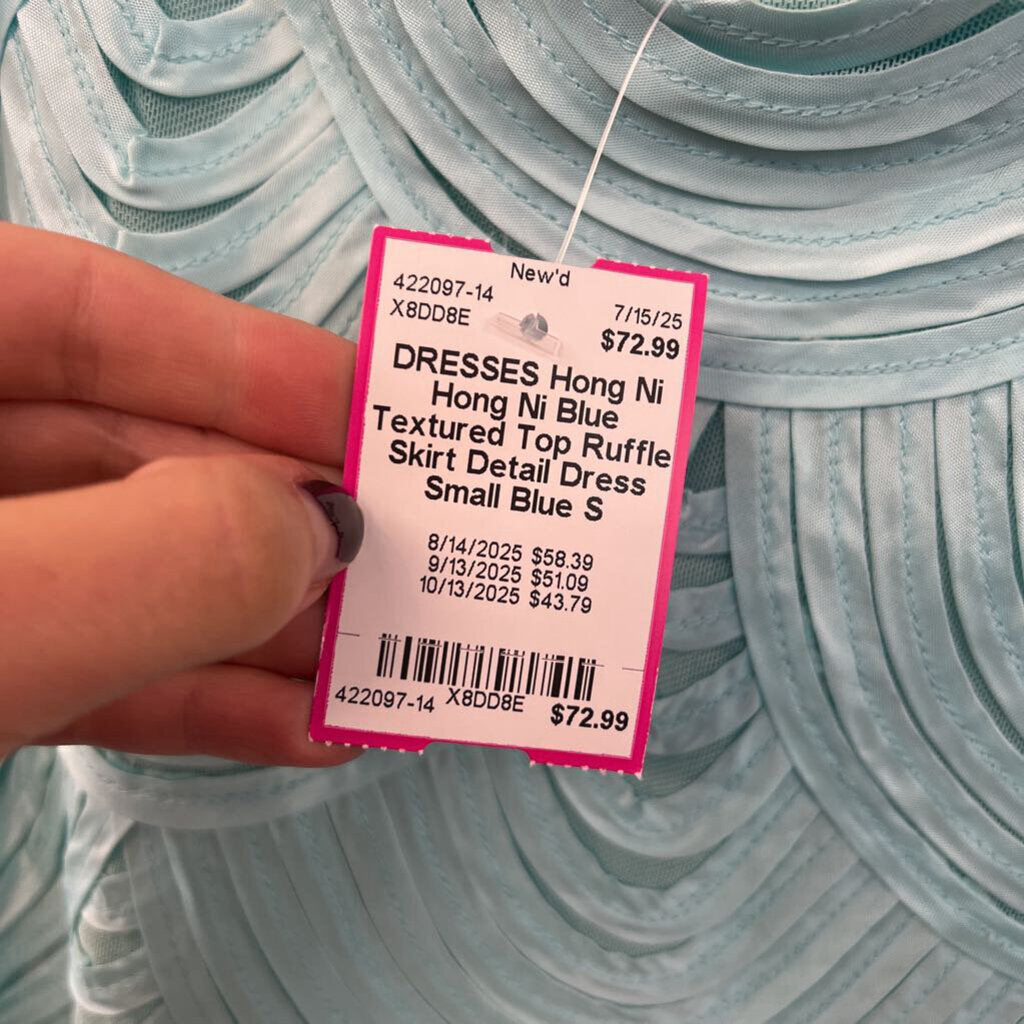 New'd
422097-14
7/15/25
X8DD8E
$72.99
DRESSES Hong Ni
Hong Ni Blue
Textured Top Ruffle
Skirt Detail Dress
Small Blue S
8/14/2025 $58.39
9/13/2025 $51.09
10/13/2025 $43.79
422097-14 X8DD8E $72.99